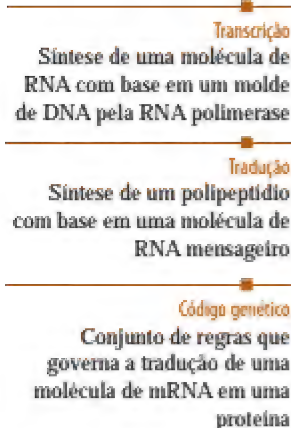 Transcrição
Síntese de uma molécula de
RNA com base em um molde
de DNA pela RNA polimerase
Tradução
Síntese de um polipeptídio
com base em uma molécula de
RNA mensageiro
Código genético
Conjunto de regras que
governa a tradução de uma
molécula de mRNA em uma
proteína